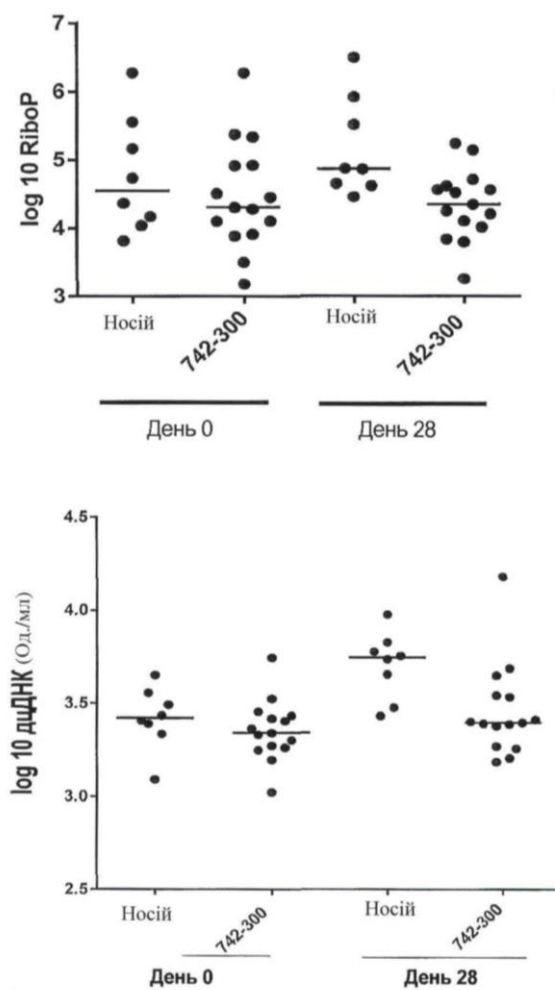 7
6
5
4
3
log 10 RiboP
Носій
742-300
Носій
742-300
День 0
День 28
4.5
4.0
3.5
3.0
2.5
log 10 дцДНК (Од./мл)
Носій
742-300
Носій
742-300
День 0
День 28